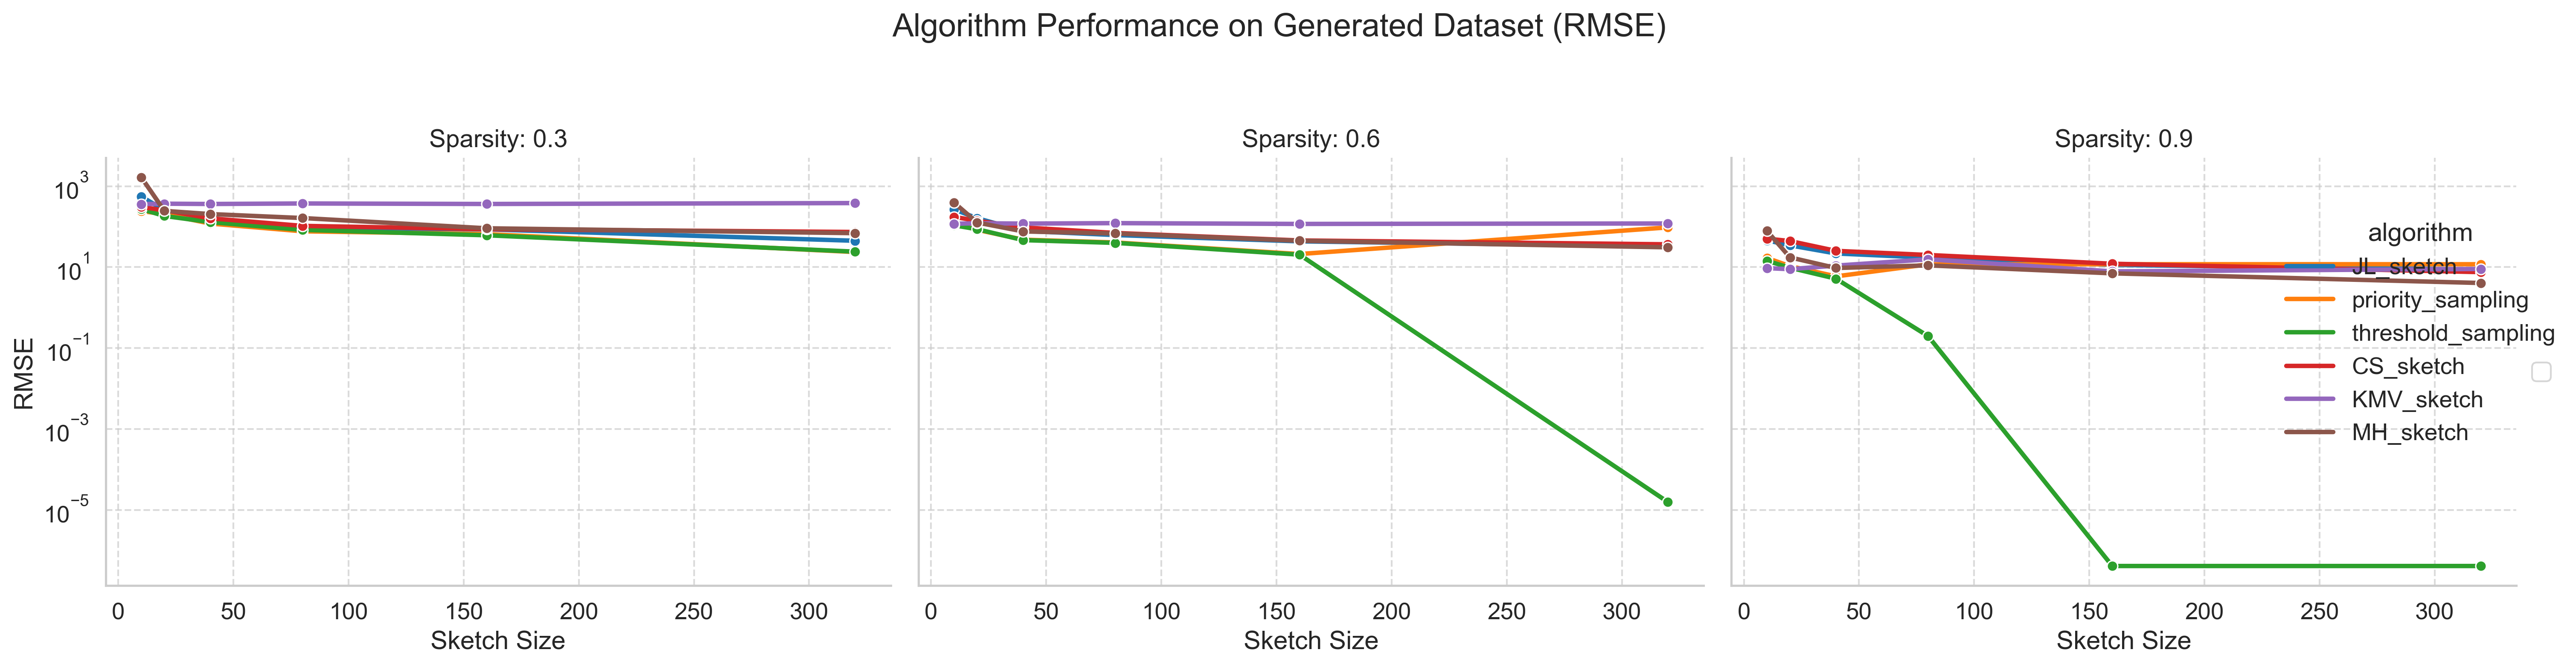 Algorithm Performance on Generated Dataset (RMSE)
Sparsity: 0.3
Sparsity: 0.6
Sparsity: 0.9
RMSE
10^3
10^1
10^−1
10^−3
10^−5
0 50 100 150 200 250 300
Sketch Size
0 50 100 150 200 250 300
Sketch Size
0 50 100 150 200 250 300
Sketch Size
algorithm
JL_sketch
priority_sampling
threshold_sampling
CS_sketch
KMV_sketch
MH_sketch